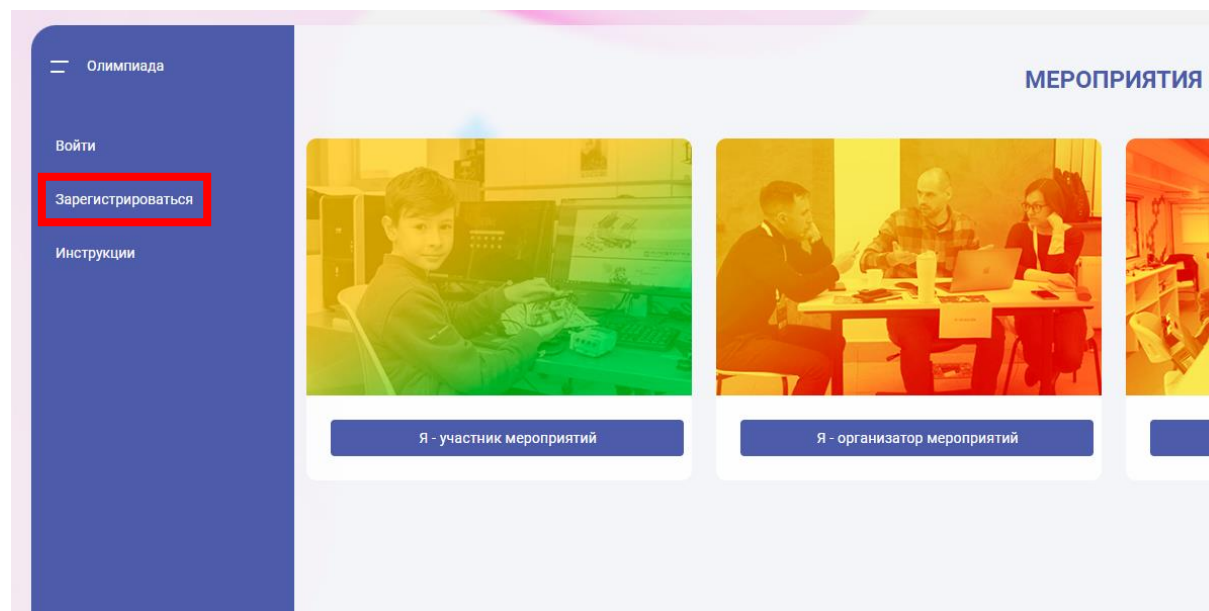 Олимпиада
МЕРОПРИЯТИЯ
Войти
Зарегистрироваться
Инструкции
Я - участник мероприятий
Я - организатор мероприятий